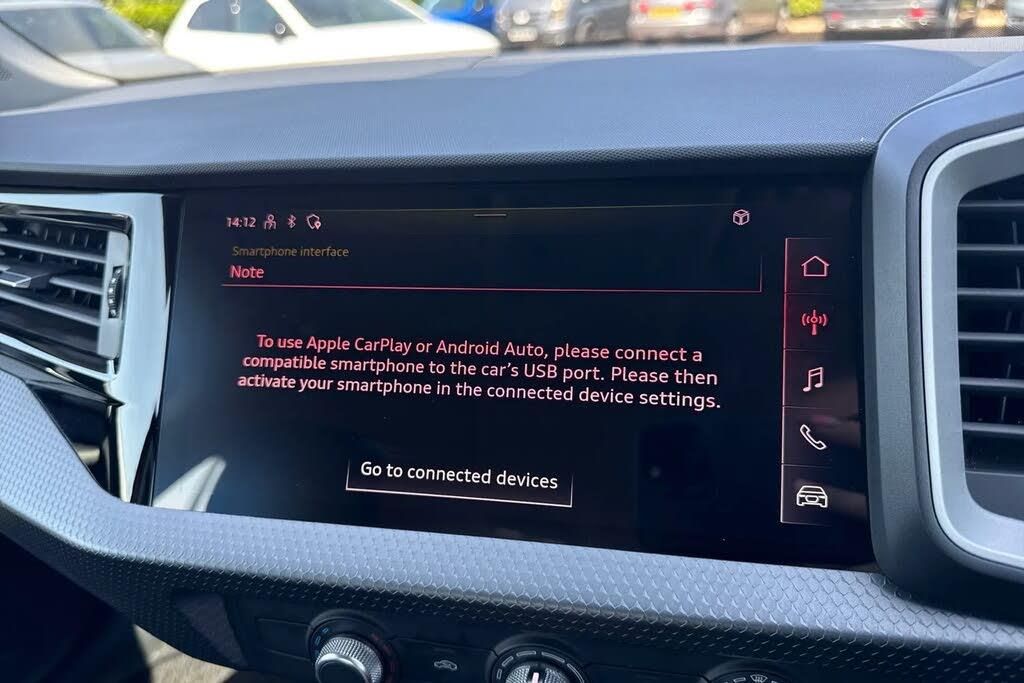 14:12
Smartphone interface
Note
To use Apple CarPlay or Android Auto, please connect a
compatible smartphone to the car's USB port. Please then
activate your smartphone in the connected device settings.
Go to connected devices